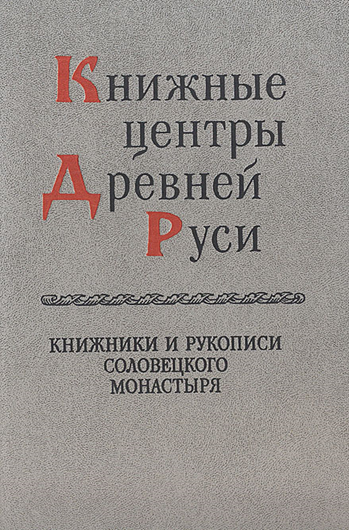 Книжные
центры
Древней
Руси
КНИЖНИКИ И РУКОПИСИ
СОЛОВЕЦКОГО
МОНАСТЫРЯ